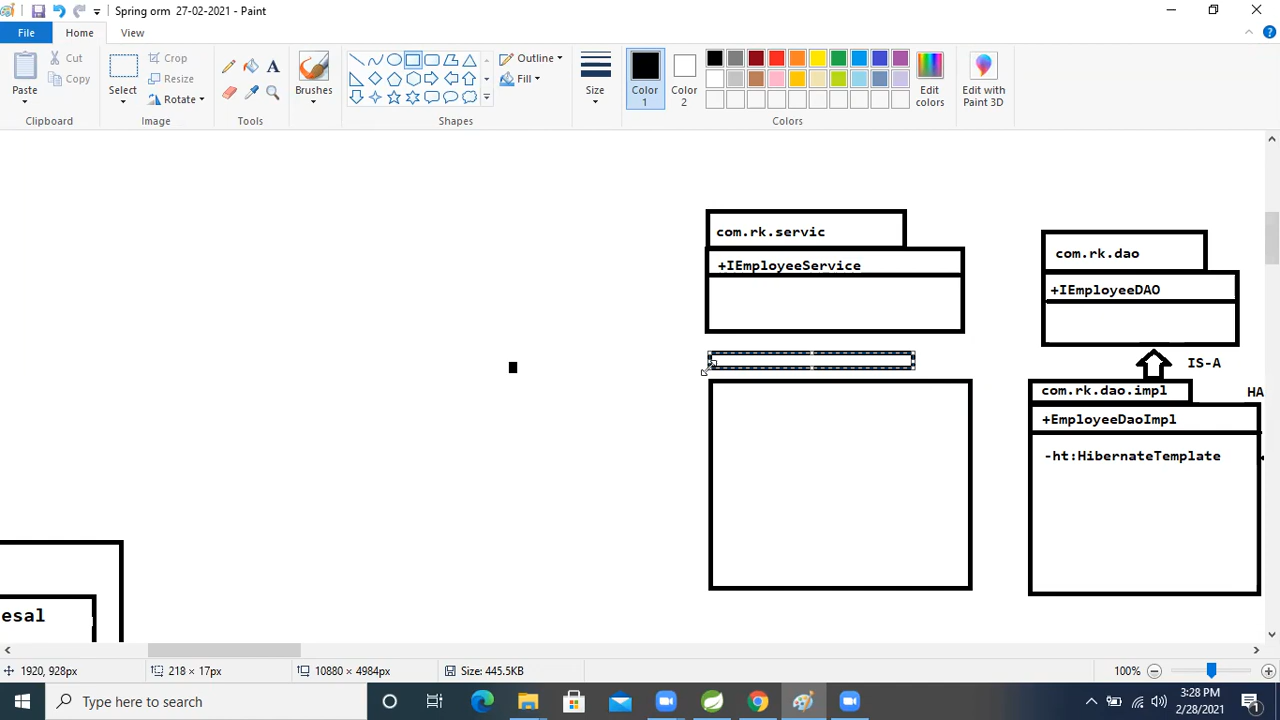 Spring orm 27-02-2021 - Paint
File
Home
View
Paste
Cut
Copy
Clipboard
Select
Crop
Resize
Rotate
Image
A
Tools
Brushes
Outline
Fill
Shapes
Size
Color
1
Color
2
Colors
Edit
colors
Edit with
Paint 3D
com.rk.servic
+IEmployeeService
com.rk.dao
+IEmployeeDAO
IS-A
com.rk.dao.impl
HA
+EmployeeDaoImpl
-ht:HibernateTemplate
esal
1920, 928px
218 × 17px
10880 × 4984px
Size: 445.5KB
100%
Type here to search
3:28 PM
2/28/2021
1